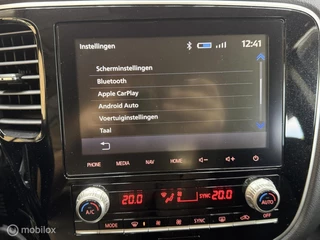 Instellingen
12:41
Scherminstellingen
Bluetooth
Apple CarPlay
Android Auto
Voertuiginstellingen
Taal
PHONE MEDIA NAV HOME
20.0 SYNC 20.0
A/C AUTO
MODE SYNC OFF
mobilox